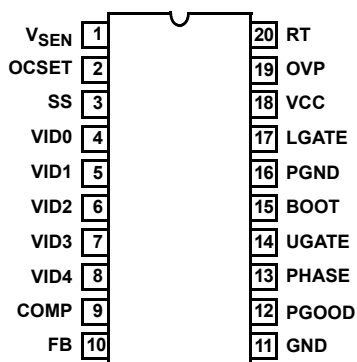 VSEN 1 20 RT
OCSET 2 19 OVP
SS 3 18 VCC
VID0 4 17 LGATE
VID1 5 16 PGND
VID2 6 15 BOOT
VID3 7 14 UGATE
VID4 8 13 PHASE
COMP 9 12 PGOOD
FB 10 11 GND